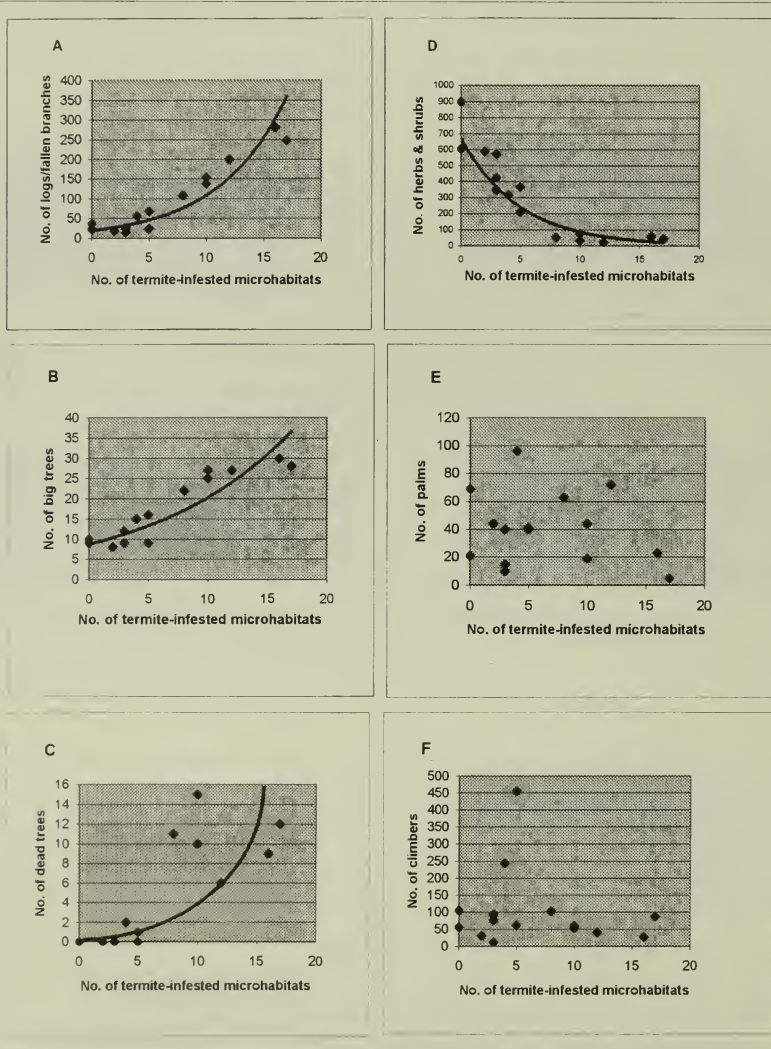 A
No. of logs/fallen branches
400
350
300
250
200
150
100
50
0
0 5 10 15 20
No. of termite-infested microhabitats
D
No. of herbs & shrubs
1000
900
800
700
600
500
400
300
200
100
0
0 5 10 15 20
No. of termite-infested microhabitats
B
No. of big trees
40
35
30
25
20
15
10
5
0
0 5 10 15 20
No. of termite-infested microhabitats
E
No. of palms
120
100
80
60
40
20
0
0 5 10 15 20
No. of termite-infested microhabitats
C
No. of dead trees
16
14
12
10
8
6
4
2
0
0 5 10 15 20
No. of termite-infested microhabitats
F
No. of climbers
500
450
400
350
300
250
200
150
100
50
0
0 5 10 15 20
No. of termite-infested microhabitats